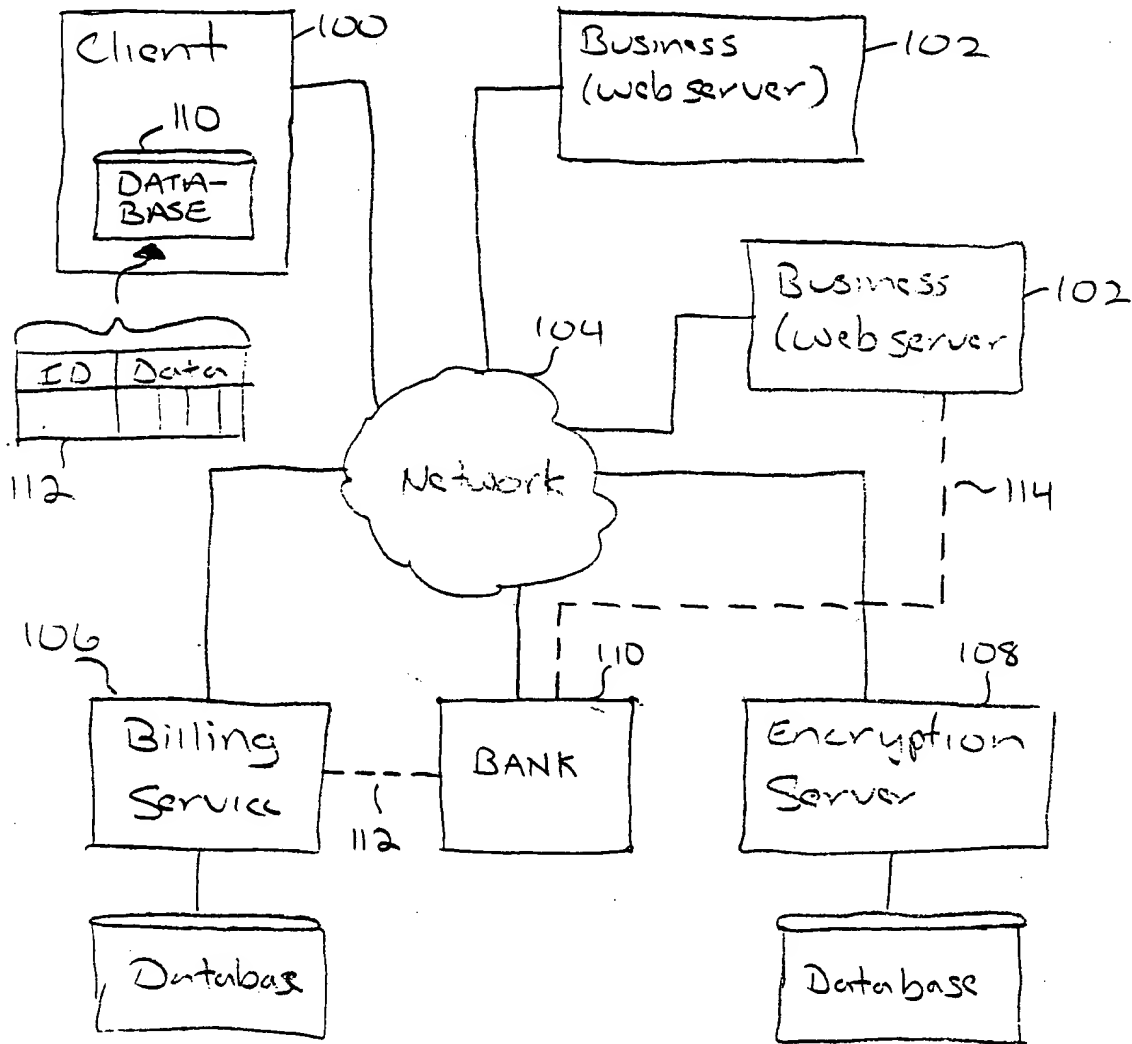 Client
100
110
DATA-
BASE
ID Data
112
Business
(web server)
102
Business
(web server
102
104
Network
114
106
Billing
Service
112
110
BANK
108
Encryption
Server
Database
Database